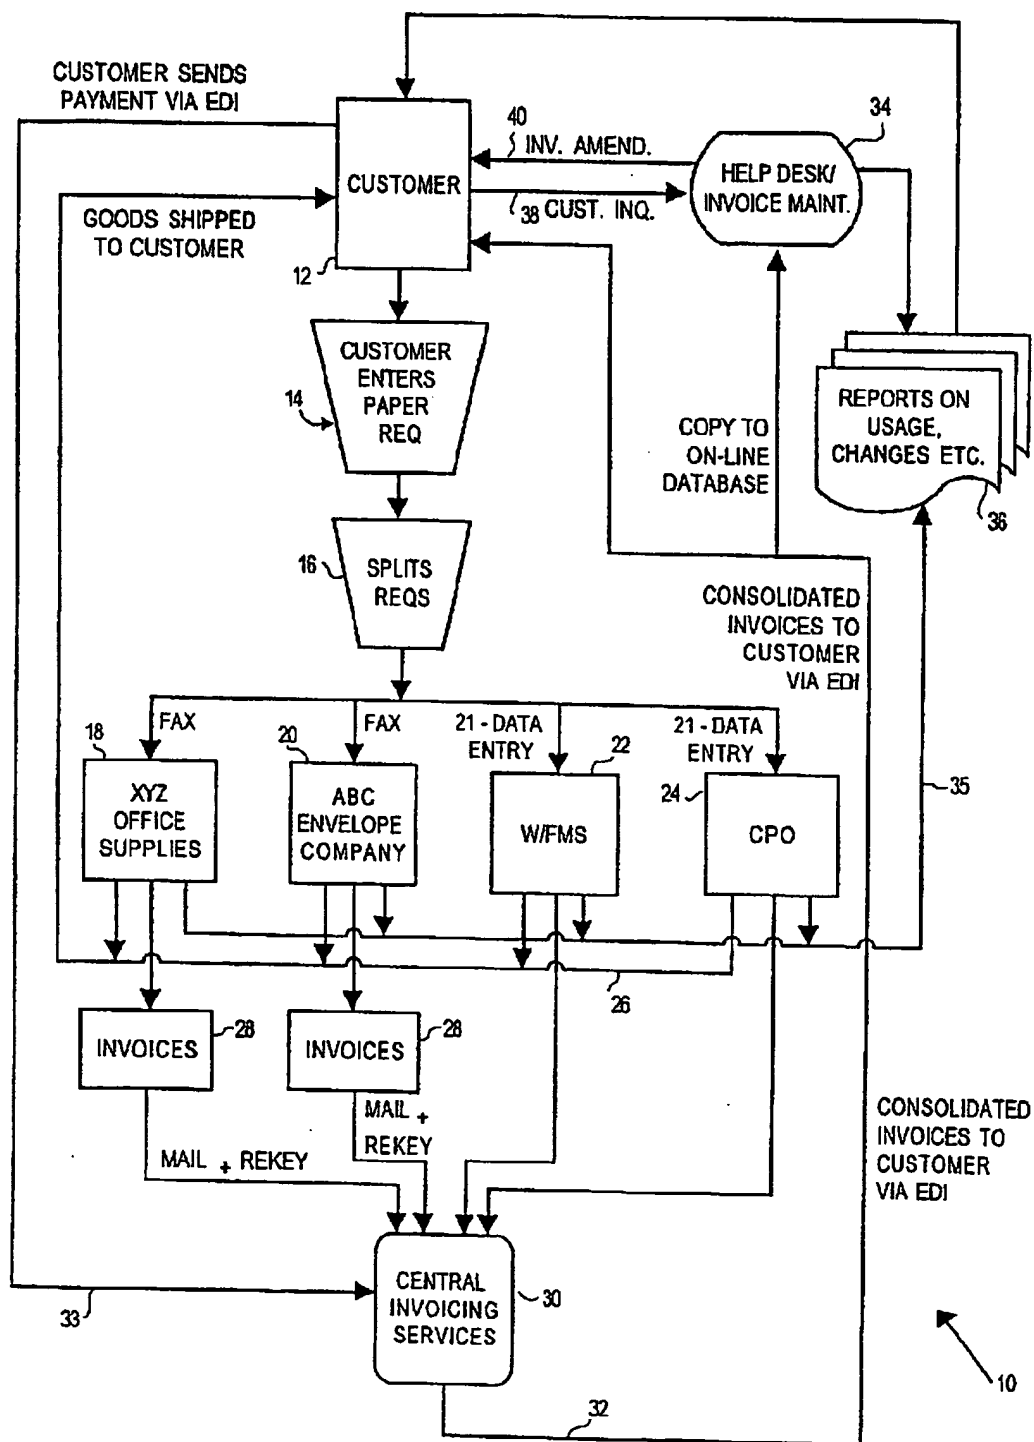 CUSTOMER SENDS
PAYMENT VIA EDI
40
INV. AMEND.
34
CUSTOMER
HELP DESK/
INVOICE MAINT.
38 CUST. INQ.
GOODS SHIPPED
TO CUSTOMER
12
CUSTOMER
ENTERS
PAPER
REQ
14
REPORTS ON
USAGE,
CHANGES ETC.
36
COPY TO
ON-LINE
DATABASE
16
SPLITS
REQS
CONSOLIDATED
INVOICES TO
CUSTOMER
VIA EDI
FAX
FAX
21 - DATA
ENTRY
21 - DATA
ENTRY
18
XYZ
OFFICE
SUPPLIES
20
ABC
ENVELOPE
COMPANY
22
W/FMS
24
CPO
35
26
INVOICES
28
INVOICES
28
MAIL +
REKEY
MAIL + REKEY
CONSOLIDATED
INVOICES TO
CUSTOMER
VIA EDI
CENTRAL
INVOICING
SERVICES
30
33
10
32